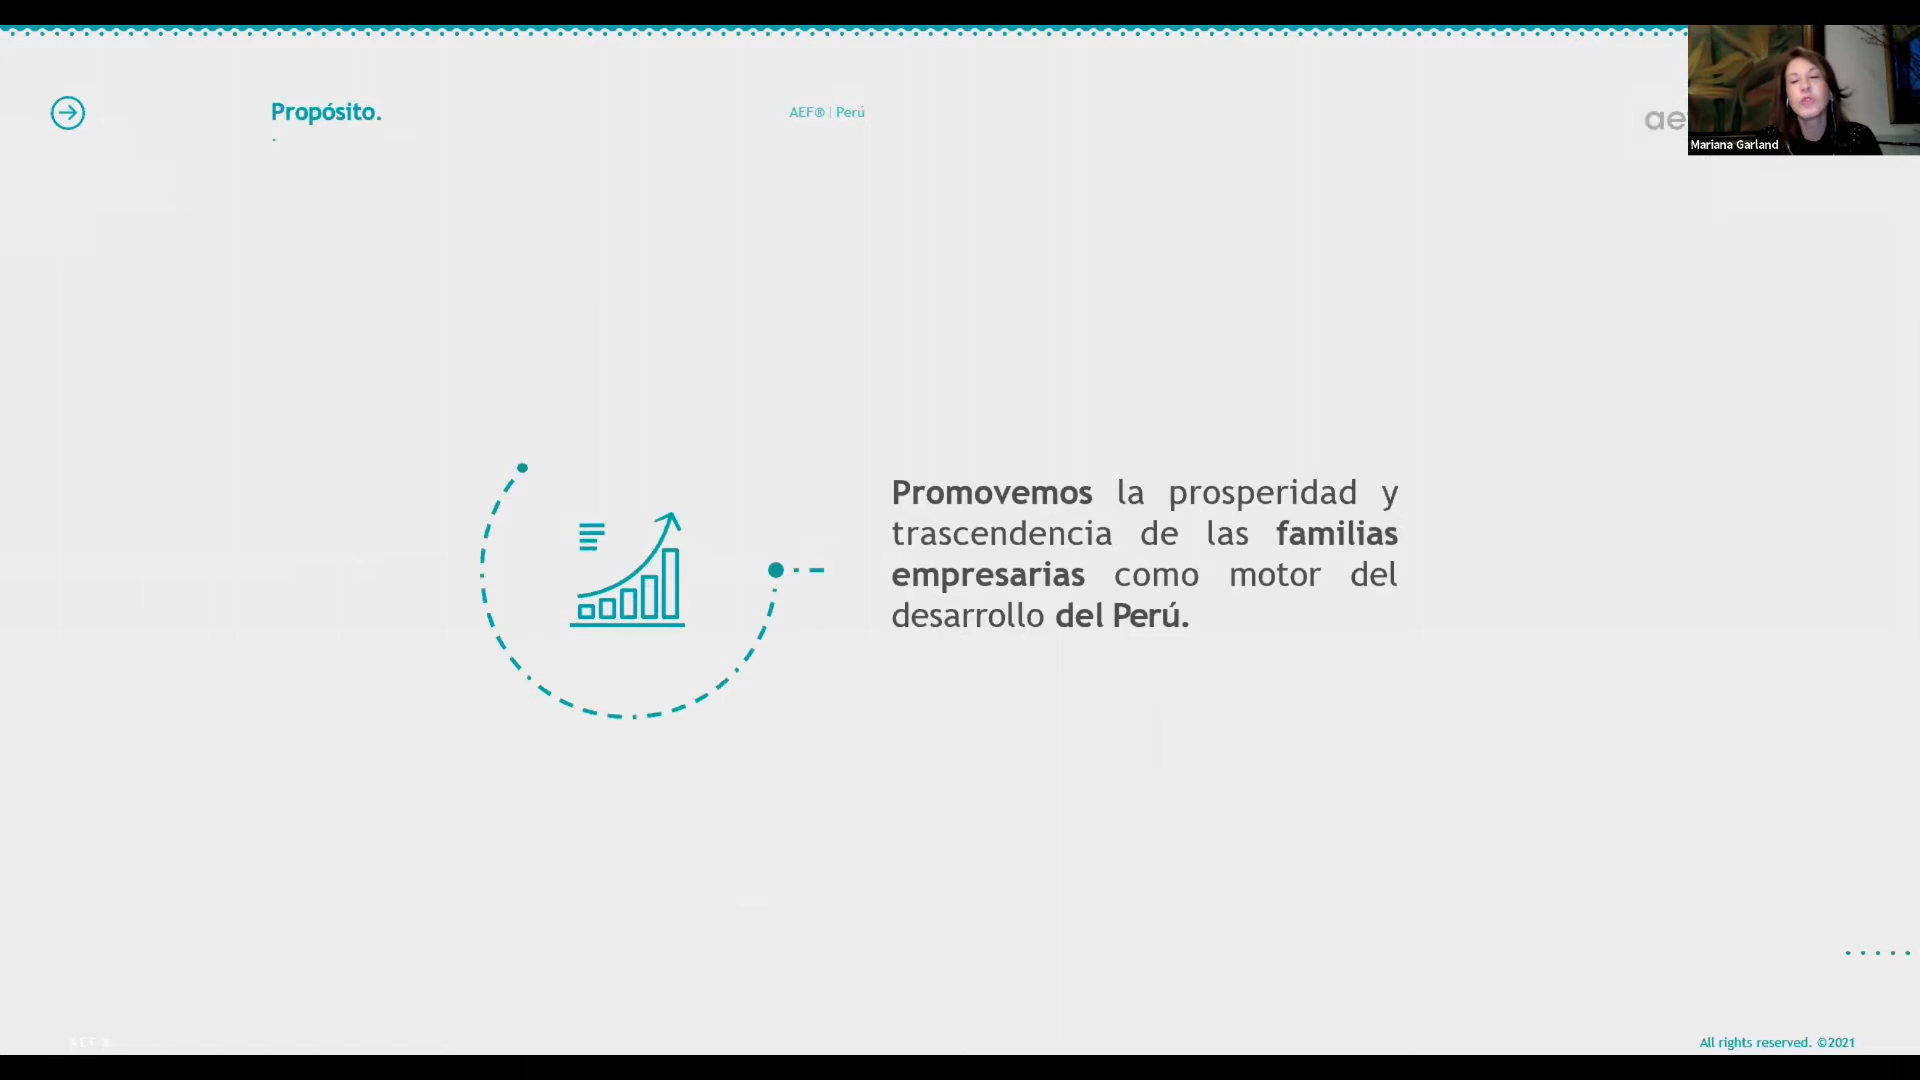 Propósito.
AEF® | Perú
ae
Mariana Garland
Promovemos la prosperidad y
trascendencia de las familias
empresarias como motor del
desarrollo del Perú.
AEF ®
All rights reserved. ©2021